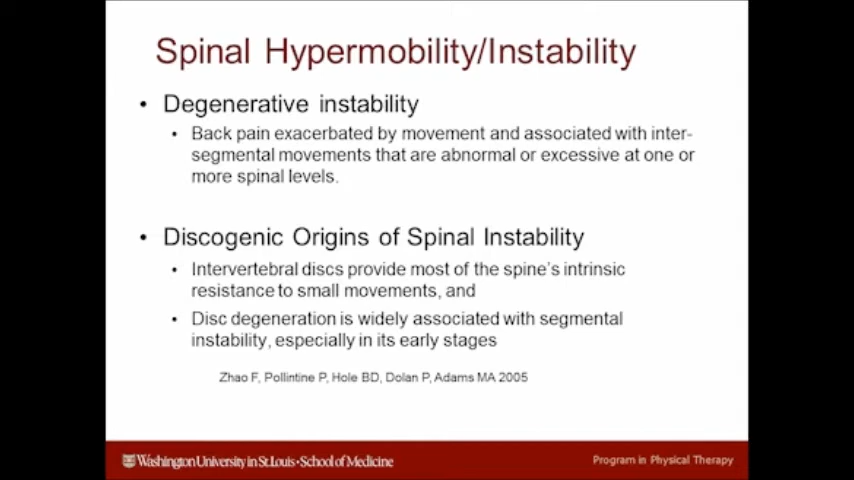 Spinal Hypermobility/Instability
• Degenerative instability
• Back pain exacerbated by movement and associated with inter-
segmental movements that are abnormal or excessive at one or
more spinal levels.
• Discogenic Origins of Spinal Instability
• Intervertebral discs provide most of the spine's intrinsic
resistance to small movements, and
• Disc degeneration is widely associated with segmental
instability, especially in its early stages
Zhao F, Pollintine P, Hole BD, Dolan P, Adams MA 2005
Washington University in St.Louis • School of Medicine
Program in Physical Therapy